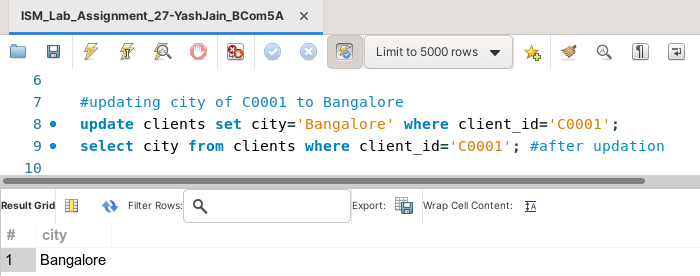 ISM_Lab_Assignment_27-YashJain_BCom5A
Limit to 5000 rows
6
7 #updating city of C0001 to Bangalore
8 update clients set city='Bangalore' where client_id='C0001';
9 select city from clients where client_id='C0001'; #after updation
10
Result Grid Filter Rows: Export: Wrap Cell Content: IA
# city
1 Bangalore